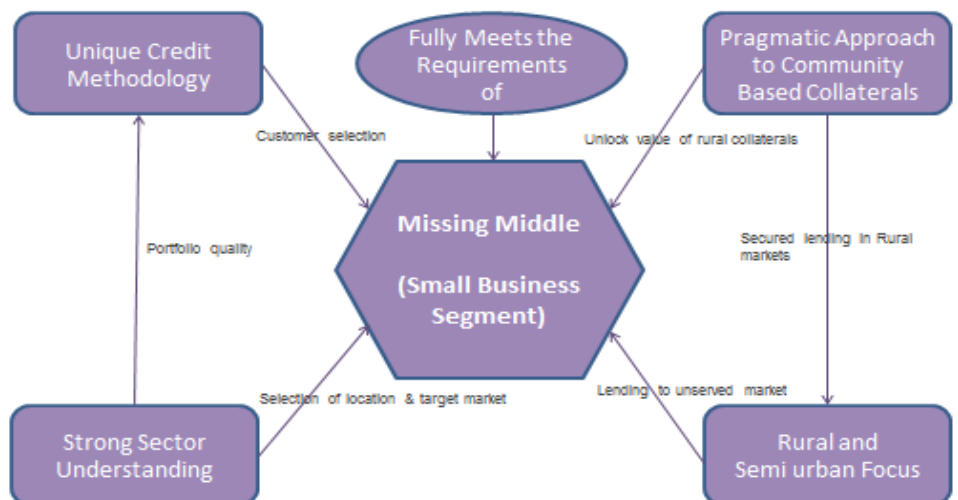 Unique Credit
Methodology
Fully Meets the
Requirements
of
Pragmatic Approach
to Community
Based Collaterals
Customer selection
Unlock value of rural collaterals
Missing Middle
(Small Business
Segment)
Portfolio quality
Secured lending in Rural
markets
Selection of location & target market
Lending to unserved market
Strong Sector
Understanding
Rural and
Semi urban Focus